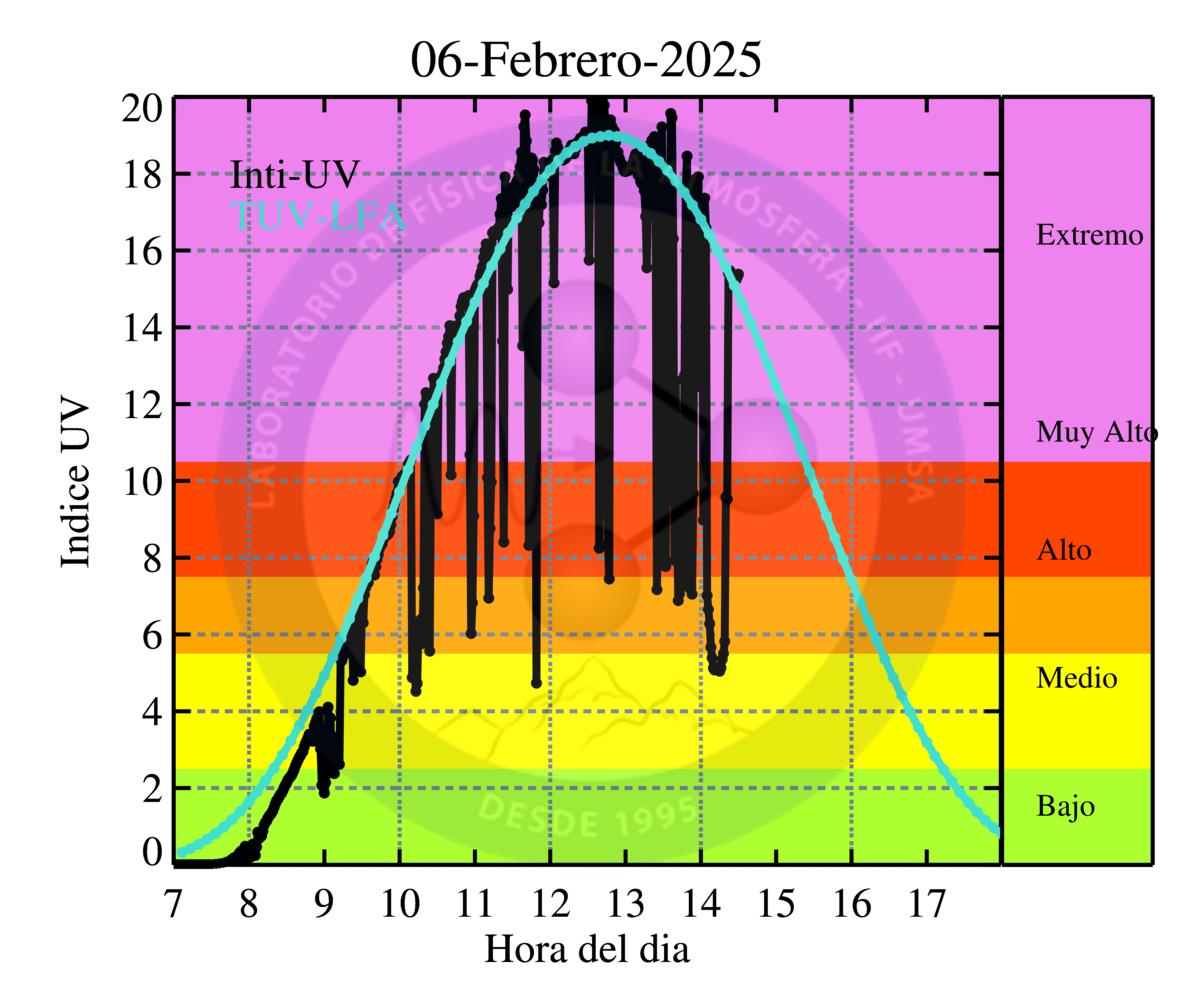 06-Febrero-2025
Inti-UV
TUV-LFA
Indice UV
20
18
16
14
12
10
8
6
4
2
0
7 8 9 10 11 12 13 14 15 16 17
Hora del dia
Extremo
Muy Alto
Alto
Medio
Bajo
LABORATORIO DE FÍSICA DE LA ATMÓSFERA - IIF - UMSA
DESDE 1995